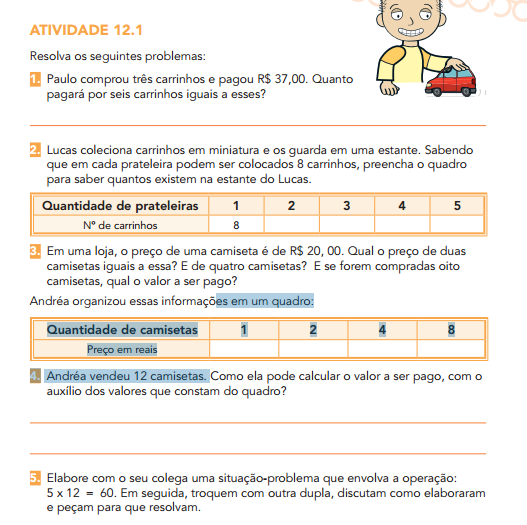 ATIVIDADE 12.1
Resolva os seguintes problemas:
1. Paulo comprou três carrinhos e pagou R$ 37,00. Quanto
pagará por seis carrinhos iguais a esses?
2. Lucas coleciona carrinhos em miniatura e os guarda em uma estante. Sabendo
que em cada prateleira podem ser colocados 8 carrinhos, preencha o quadro
para saber quantos existem na estante do Lucas.
Quantidade de prateleiras 1 2 3 4 5
Nº de carrinhos 8
3. Em uma loja, o preço de uma camiseta é de R$ 20, 00. Qual o preço de duas
camisetas iguais a essa? E de quatro camisetas? E se forem compradas oito
camisetas, qual o valor a ser pago?
Andréa organizou essas informações em um quadro:
Quantidade de camisetas 1 2 4 8
Preço em reais
4. Andréa vendeu 12 camisetas. Como ela pode calcular o valor a ser pago, com o
auxílio dos valores que constam do quadro?
5. Elabore com o seu colega uma situação-problema que envolva a operação:
5 x 12 = 60. Em seguida, troquem com outra dupla, discutam como elaboraram
e peçam para que resolvam.